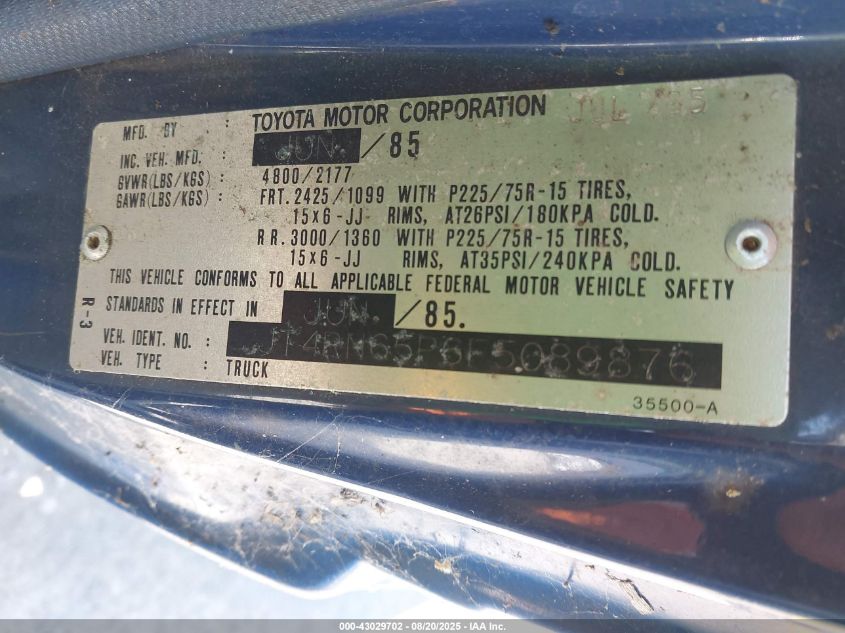 MFD. BY : TOYOTA MOTOR CORPORATION JUL
INC. VEH. MFD. : JUN. /85
GVWR(LBS/KGS) : 4800/2177
GAWR(LBS/KGS) : FRT. 2425/1099 WITH P225/75R-15 TIRES,
15x6-JJ RIMS, AT26PSI/180KPA COLD.
RR. 3000/1360 WITH P225/75R-15 TIRES,
15x6-JJ RIMS, AT35PSI/240KPA COLD.
THIS VEHICLE CONFORMS TO ALL APPLICABLE FEDERAL MOTOR VEHICLE SAFETY
STANDARDS IN EFFECT IN JUN. /85.
VEH. IDENT. NO. : JT4RN65P6F5089876
VEH. TYPE : TRUCK
R-3
35500-A
000-43029702 - 08/20/2025 - IAA Inc.